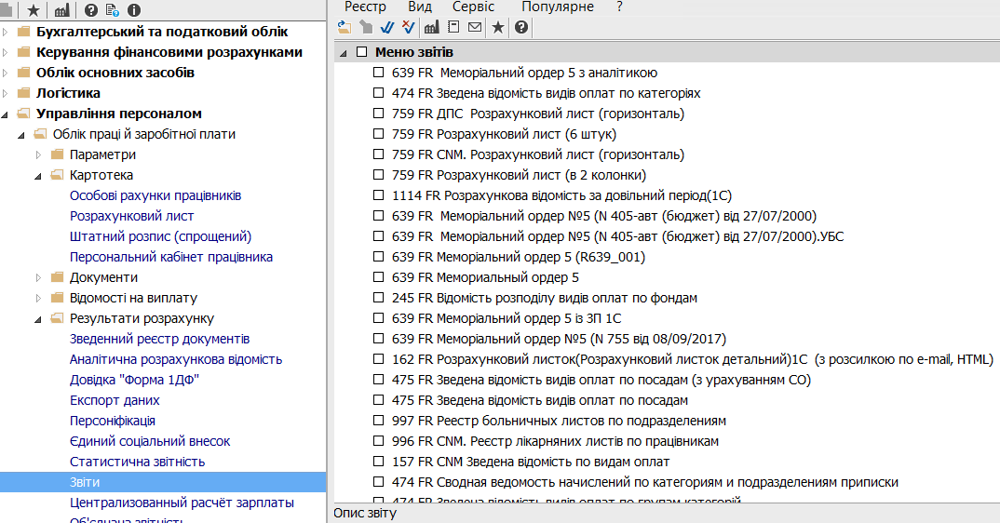 Бухгалтерський та податковий облік
Керування фінансовими розрахунками
Облік основних засобів
Логістика
Управління персоналом
Облік праці й заробітної плати
Параметри
Картотека
Особові рахунки працівників
Розрахунковий лист
Штатний розпис (спрощений)
Персональний кабінет працівника
Документи
Відомості на виплату
Результати розрахунку
Зведенний реєстр документів
Аналітична розрахункова відомість
Довідка "Форма 1ДФ"
Експорт даних
Персоніфікація
Єдиний соціальний внесок
Статистична звітність
Звіти
Централизованный расчёт зарплаты
Об'єднана звітність
Реєстр Вид Сервіс Популярне ?
Меню звітів
639 FR Меморіальний ордер 5 з аналітикою
474 FR Зведена відомість видів оплат по категоріях
759 FR ДПС Розрахунковий лист (горизонталь)
759 FR Розрахунковий лист (6 штук)
759 FR CNM. Розрахунковий лист (горизонталь)
759 FR Розрахунковий лист (в 2 колонки)
1114 FR Розрахункова відомість за довільний період(1С)
639 FR Меморіальний ордер №5 (N 405-авт (бюджет) від 27/07/2000)
639 FR Меморіальний ордер №5 (N 405-авт (бюджет) від 27/07/2000).УБС
639 FR Меморіальний ордер 5 (R639_001)
639 FR Мемориальный ордер 5
245 FR Відомість розподілу видів оплат по фондам
639 FR Меморіальний ордер 5 із ЗП 1С
639 FR Меморіальний ордер №5 (N 755 від 08/09/2017)
162 FR Розрахунковий листок(Розрахунковий листок детальний)1С (з розсилкою по e-mail, HTML)
475 FR Зведена відомість видів оплат по посадам (з урахуванням СО)
475 FR Зведена відомість видів оплат по посадам
997 FR Реестр больничных листов по подразделениям
996 FR CNM. Реєстр лікарняних листів по працівникам
157 FR CNM Зведена відомість по видам оплат
474 FR Сводная ведомость начислений по категориям и подразделениям приписки
474 FR Зведена відомість видів оплат по групам категорій
Опис звіту